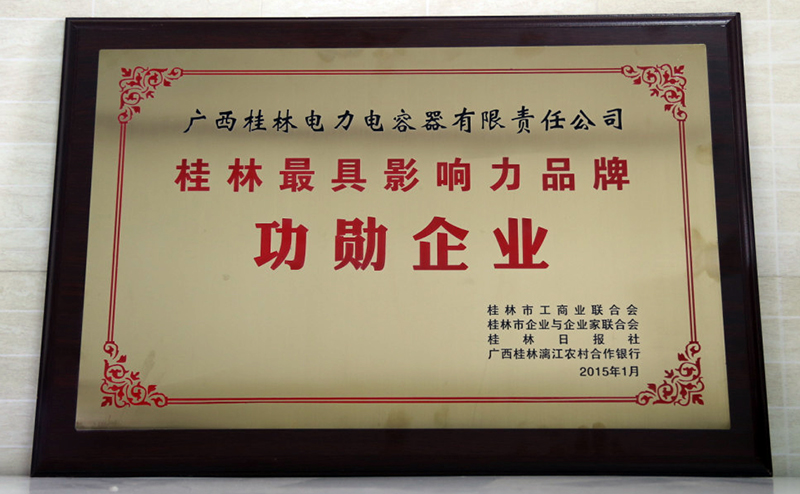 广西桂林电力电容器有限责任公司
桂林最具影响力品牌
功勋企业
桂林市工商业联合会
桂林市企业与企业家联合会
桂林日报社
广西桂林漓江农村合作银行
2015年1月